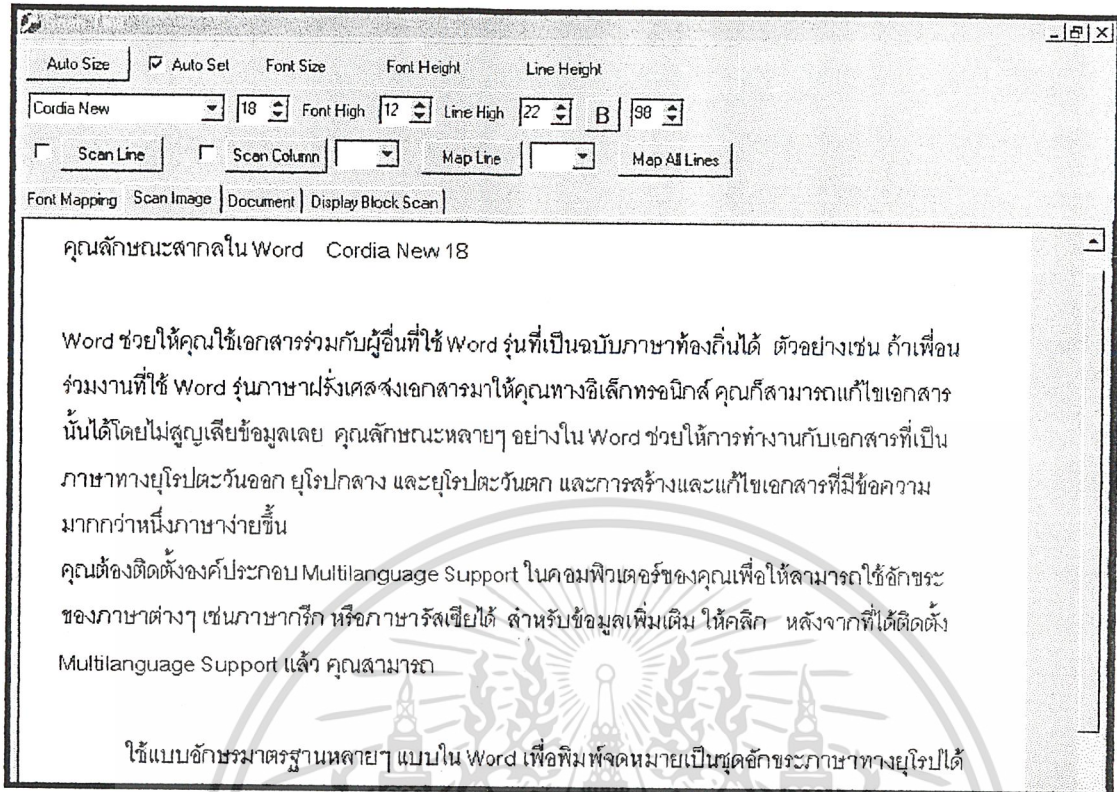 Auto Size Auto Set Font Size Font Height Line Height
Cordia New 18 Font High 12 Line High 22 B 98
Scan Line Scan Column Map Line Map All Lines
Font Mapping Scan Image Document Display Block Scan
คุณลักษณะสากลใน Word Cordia New 18
Word ช่วยให้คุณใช้เอกสารร่วมกับผู้อื่นที่ใช้ Word รุ่นที่เป็นฉบับภาษาท้องถิ่นได้ ตัวอย่างเช่น ถ้าเพื่อน
ร่วมงานที่ใช้ Word รุ่นภาษาฝรั่งเศสส่งเอกสารมาให้คุณทางอิเล็กทรอนิกส์ คุณก็สามารถแก้ไขเอกสาร
นั้นได้โดยไม่สูญเสียข้อมูลเลย คุณลักษณะหลายๆ อย่างใน Word ช่วยให้การทำงานกับเอกสารที่เป็น
ภาษาทางยุโรปตะวันออก ยุโรปกลาง และยุโรปตะวันตก และการสร้างและแก้ไขเอกสารที่มีข้อความ
มากกว่าหนึ่งภาษาง่ายขึ้น
คุณต้องติดตั้งองค์ประกอบ Multilanguage Support ในคอมพิวเตอร์ของคุณเพื่อให้สามารถใช้อักขระ
ของภาษาต่างๆ เช่นภาษากรีก หรือภาษารัสเซียได้ สำหรับข้อมูลเพิ่มเติม ให้คลิก หลังจากที่ได้ติดตั้ง
Multilanguage Support แล้ว คุณสามารถ
ใช้แบบอักษรมาตรฐานหลายๆ แบบใน Word เพื่อพิมพ์จดหมายเป็นชุดอักขระภาษาทางยุโรปได้